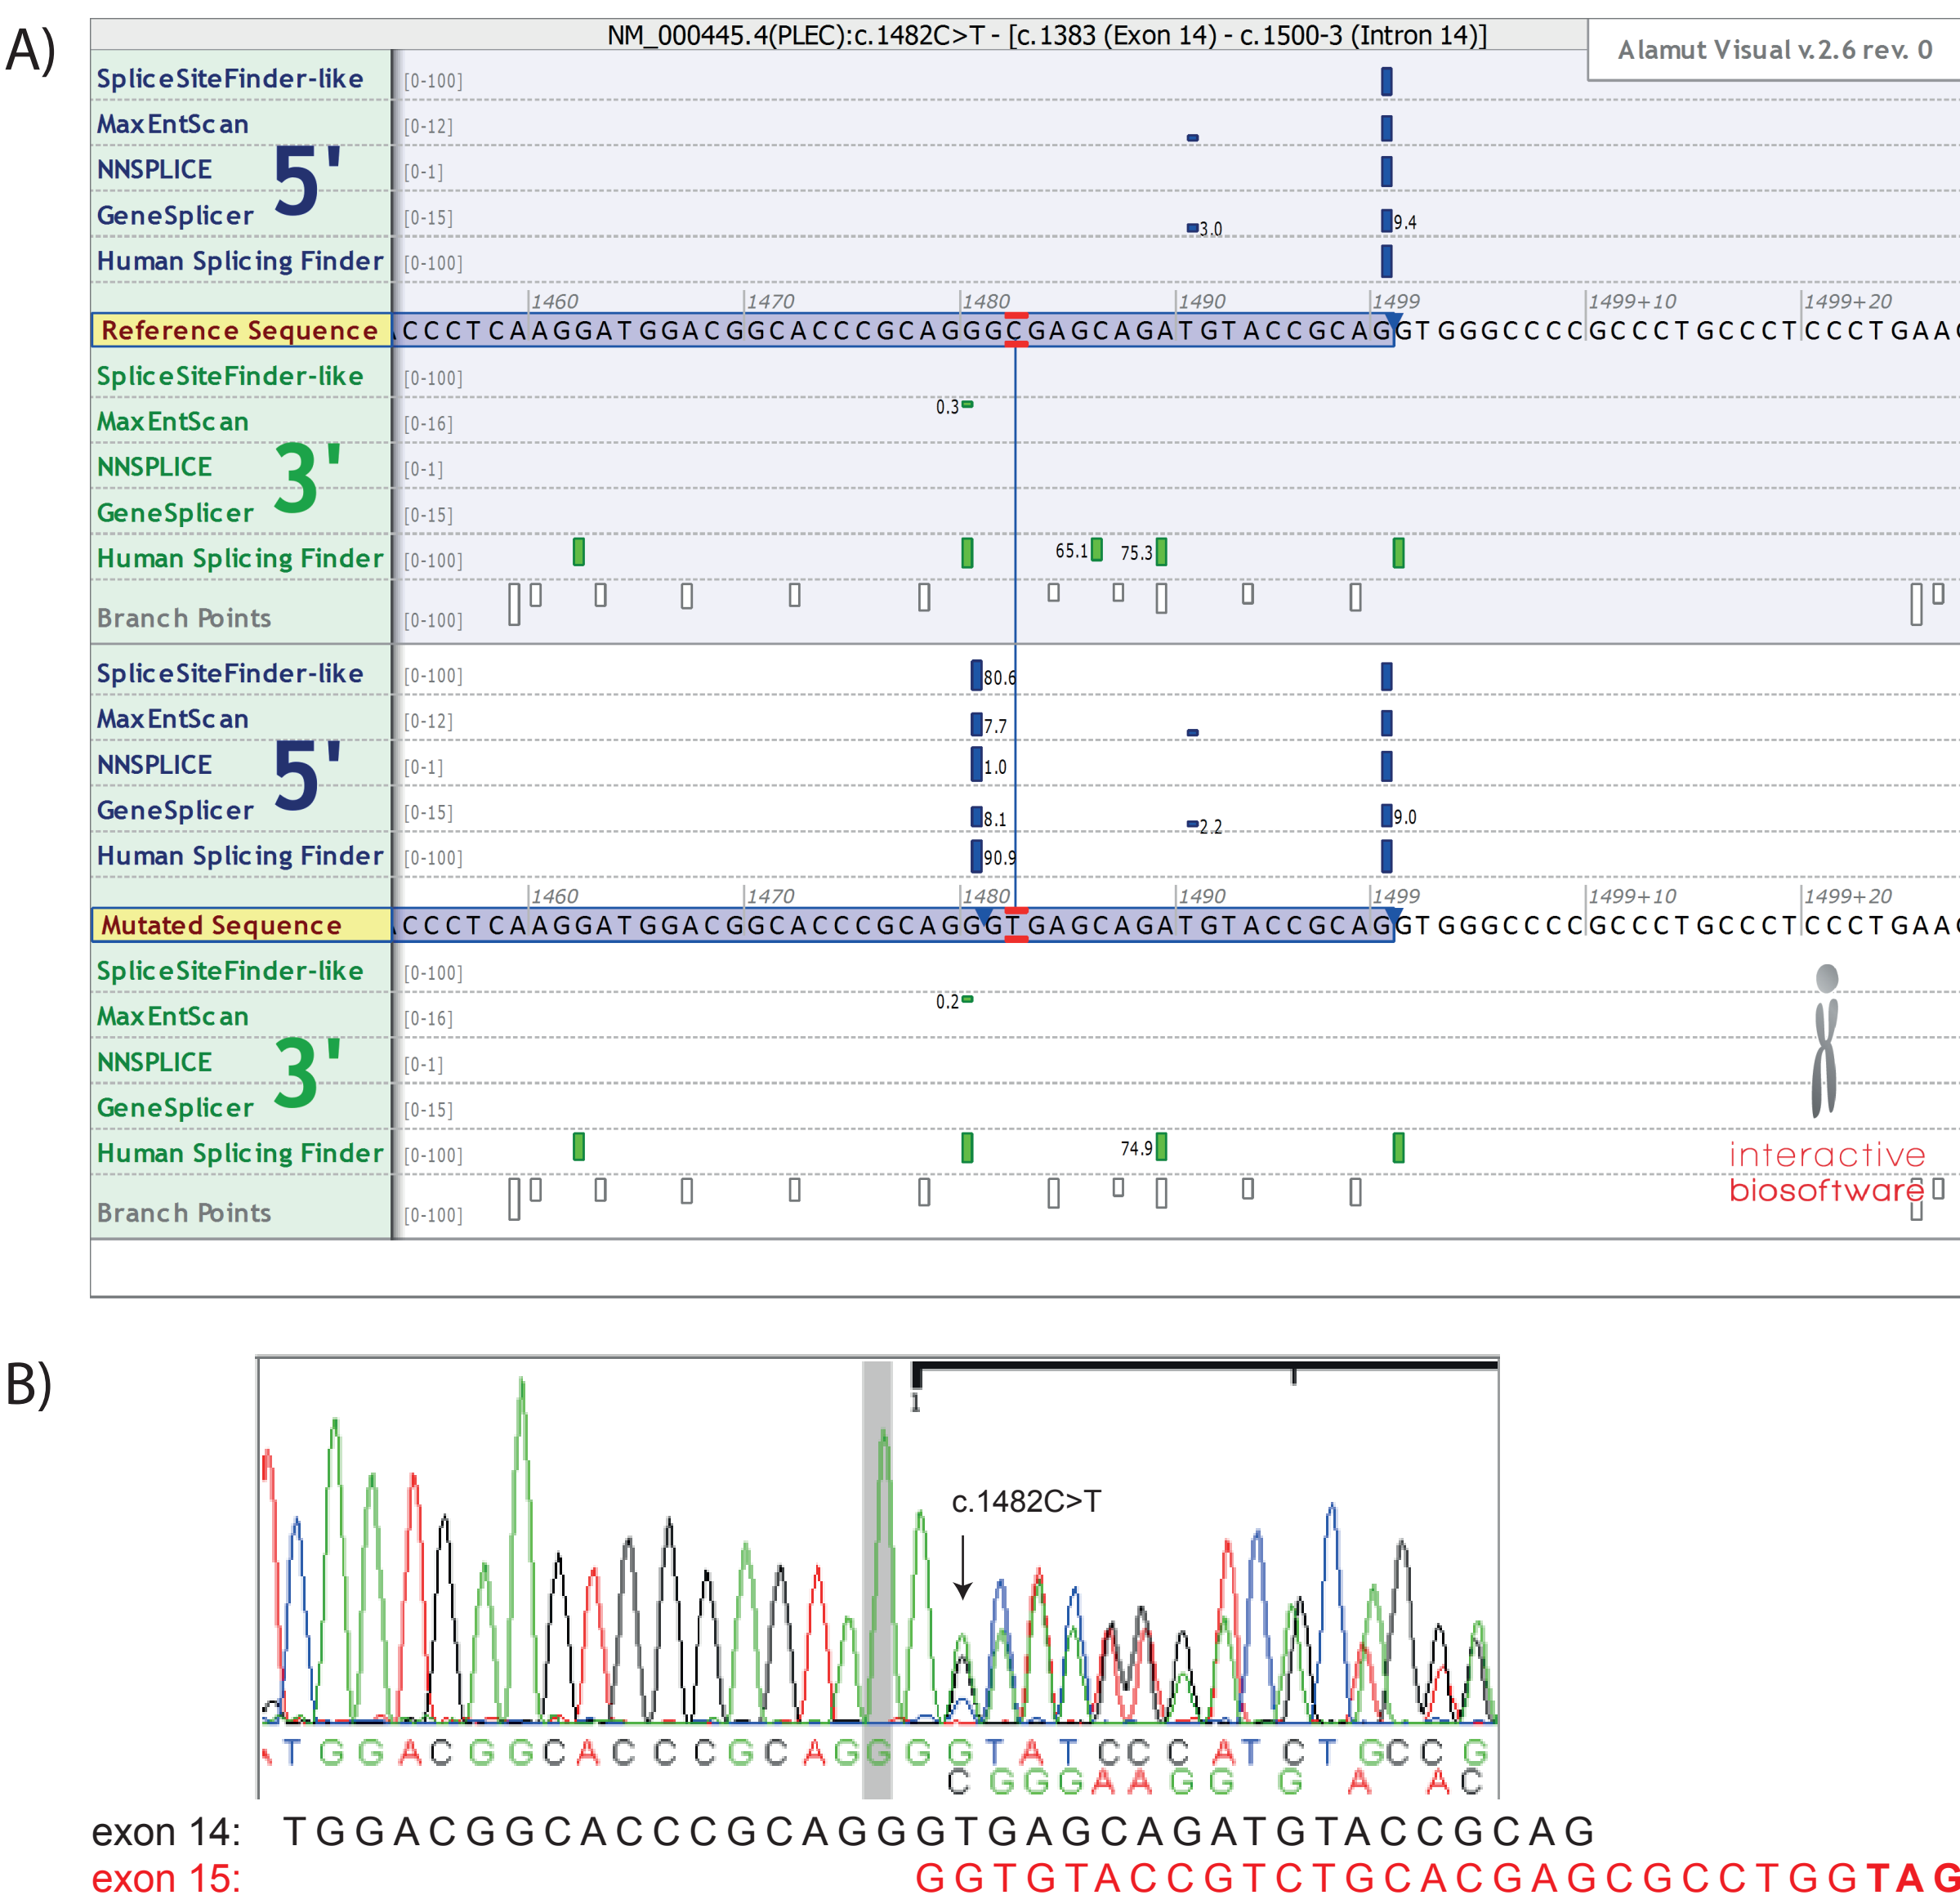 A)
NM_000445.4(PLEC):c.1482C>T - [c.1383 (Exon 14) - c.1500-3 (Intron 14)]
Alamut Visual v.2.6 rev. 0
SpliceSiteFinder-like [0-100]
MaxEntScan [0-12]
NNSPLICE [0-1]
5'
GeneSplicer [0-15] 3.0 9.4
Human Splicing Finder [0-100]
1460 1470 1480 1490 1499 1499+10 1499+20
Reference Sequence CCCTCAAGGATGGACGGCACCCGCAGGGCGAGCAGATGTACCGCAGGTGGGCCCCGCCCTGCCCTCCCTGAAC
SpliceSiteFinder-like [0-100]
MaxEntScan 0.3 [0-16]
NNSPLICE [0-1]
3'
GeneSplicer [0-15]
Human Splicing Finder [0-100] 65.1 75.3
Branch Points [0-100]
SpliceSiteFinder-like [0-100] 80.6
MaxEntScan [0-12] 7.7
NNSPLICE [0-1] 1.0
5'
GeneSplicer [0-15] 8.1 2.2 9.0
Human Splicing Finder [0-100] 90.9
1460 1470 1480 1490 1499 1499+10 1499+20
Mutated Sequence CCCTCAAGGATGGACGGCACCCGCAGGGTGAGCAGATGTACCGCAGGTGGGCCCCGCCCTGCCCTCCCTGAAC
SpliceSiteFinder-like [0-100]
MaxEntScan 0.2 [0-16]
NNSPLICE [0-1]
3'
GeneSplicer [0-15]
Human Splicing Finder [0-100] 74.9
Branch Points [0-100]
interactive
biosoftware
B)
1
c.1482C>T
T G G A C G G C A C C C G C A G G G G T A T C C C A T C T G C C G
C G G G A A G G G A A C
exon 14: TGGACGGCACCCGCAGGGTGAGCAGATGTACCGCAG
exon 15: GGTGTACCGTCTGCACGAGCGCCTGGTAG